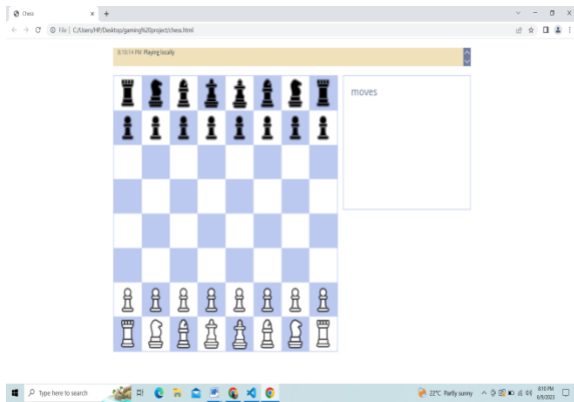 Chess
File | C:/Users/HP/Desktop/gaming%20project/chess.html
8:10:14 PM Playing locally
moves
Type here to search
22°C Partly sunny
8:10 PM
6/9/2023